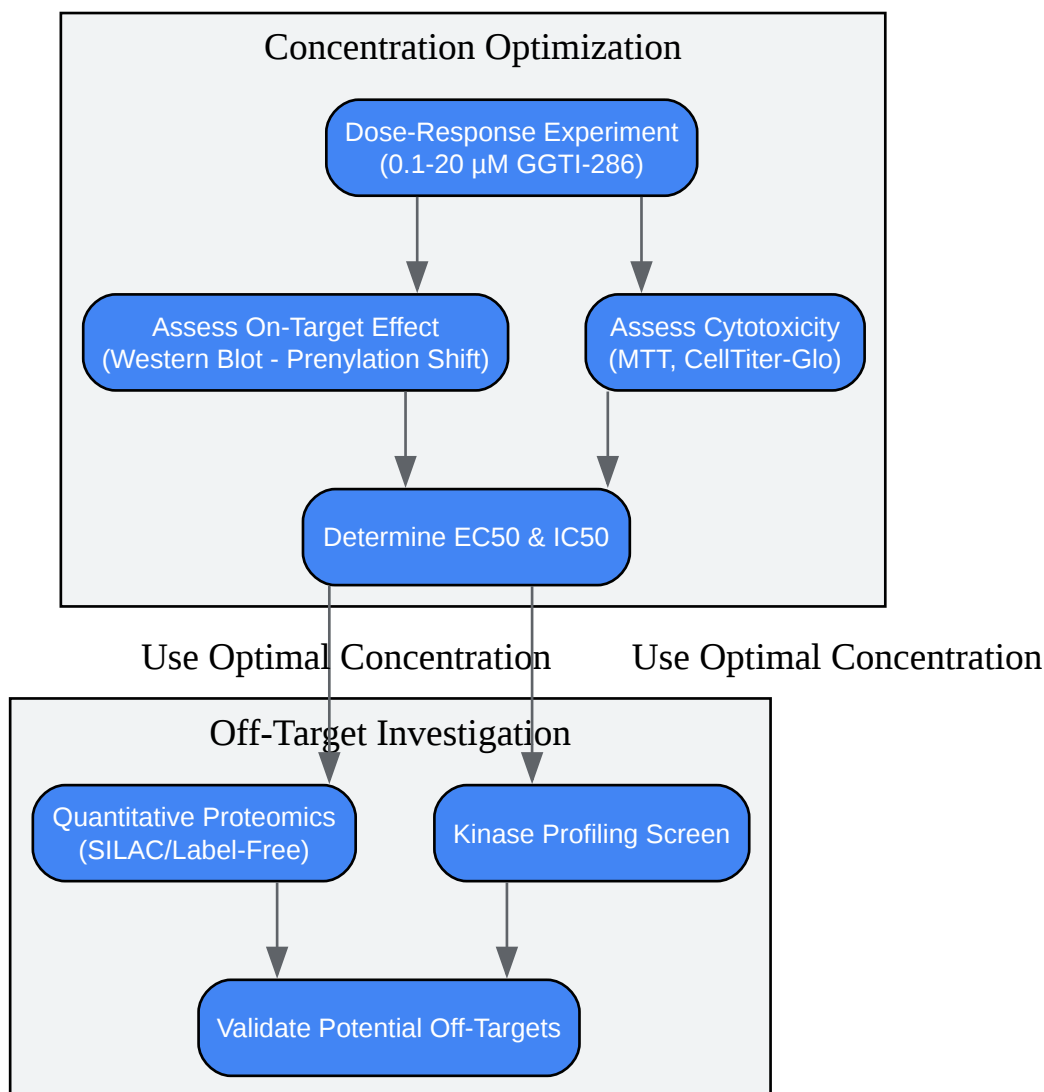 Concentration Optimization
Dose-Response Experiment
(0.1-20 µM GGTI-286)
Assess On-Target Effect
(Western Blot - Prenylation Shift)
Assess Cytotoxicity
(MTT, CellTiter-Glo)
Determine EC50 & IC50
Use Optimal Concentration
Use Optimal Concentration
Off-Target Investigation
Quantitative Proteomics
(SILAC/Label-Free)
Kinase Profiling Screen
Validate Potential Off-Targets